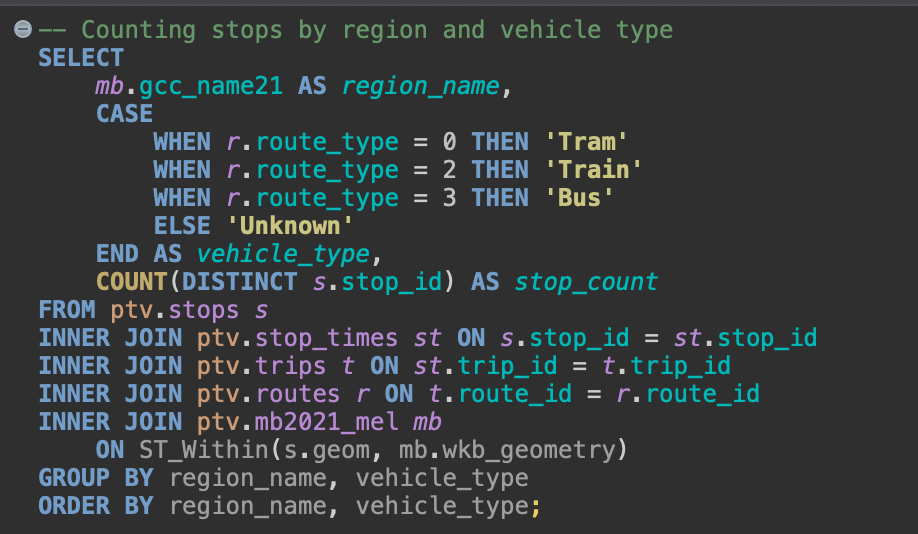 -- Counting stops by region and vehicle type
SELECT
    mb.gcc_name21 AS region_name,
    CASE
        WHEN r.route_type = 0 THEN 'Tram'
        WHEN r.route_type = 2 THEN 'Train'
        WHEN r.route_type = 3 THEN 'Bus'
        ELSE 'Unknown'
    END AS vehicle_type,
    COUNT(DISTINCT s.stop_id) AS stop_count
FROM ptv.stops s
INNER JOIN ptv.stop_times st ON s.stop_id = st.stop_id
INNER JOIN ptv.trips t ON st.trip_id = t.trip_id
INNER JOIN ptv.routes r ON t.route_id = r.route_id
INNER JOIN ptv.mb2021_mel mb
    ON ST_Within(s.geom, mb.wkb_geometry)
GROUP BY region_name, vehicle_type
ORDER BY region_name, vehicle_type;